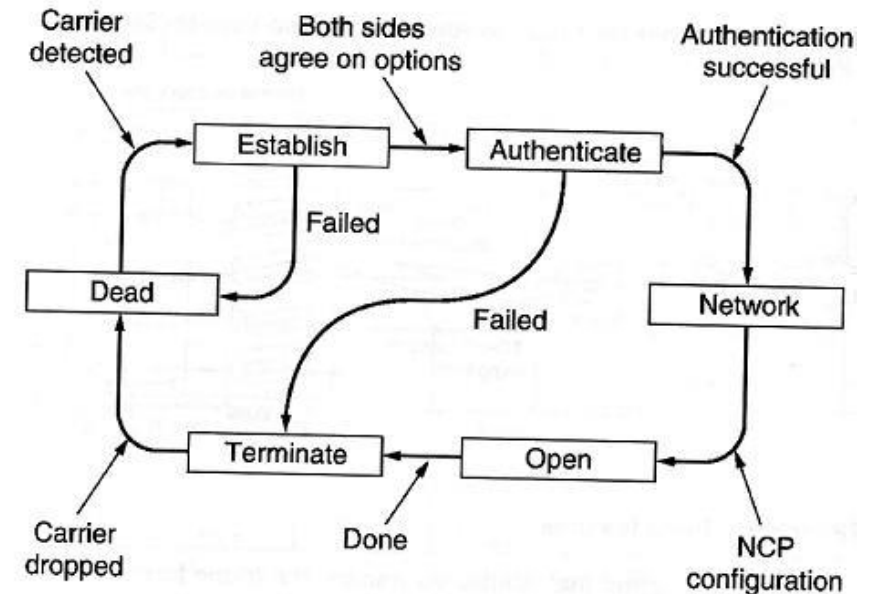 Carrier
detected
Both sides
agree on options
Authentication
successful
Establish
Authenticate
Failed
Dead
Failed
Network
Terminate
Open
Carrier
dropped
Done
NCP
configuration